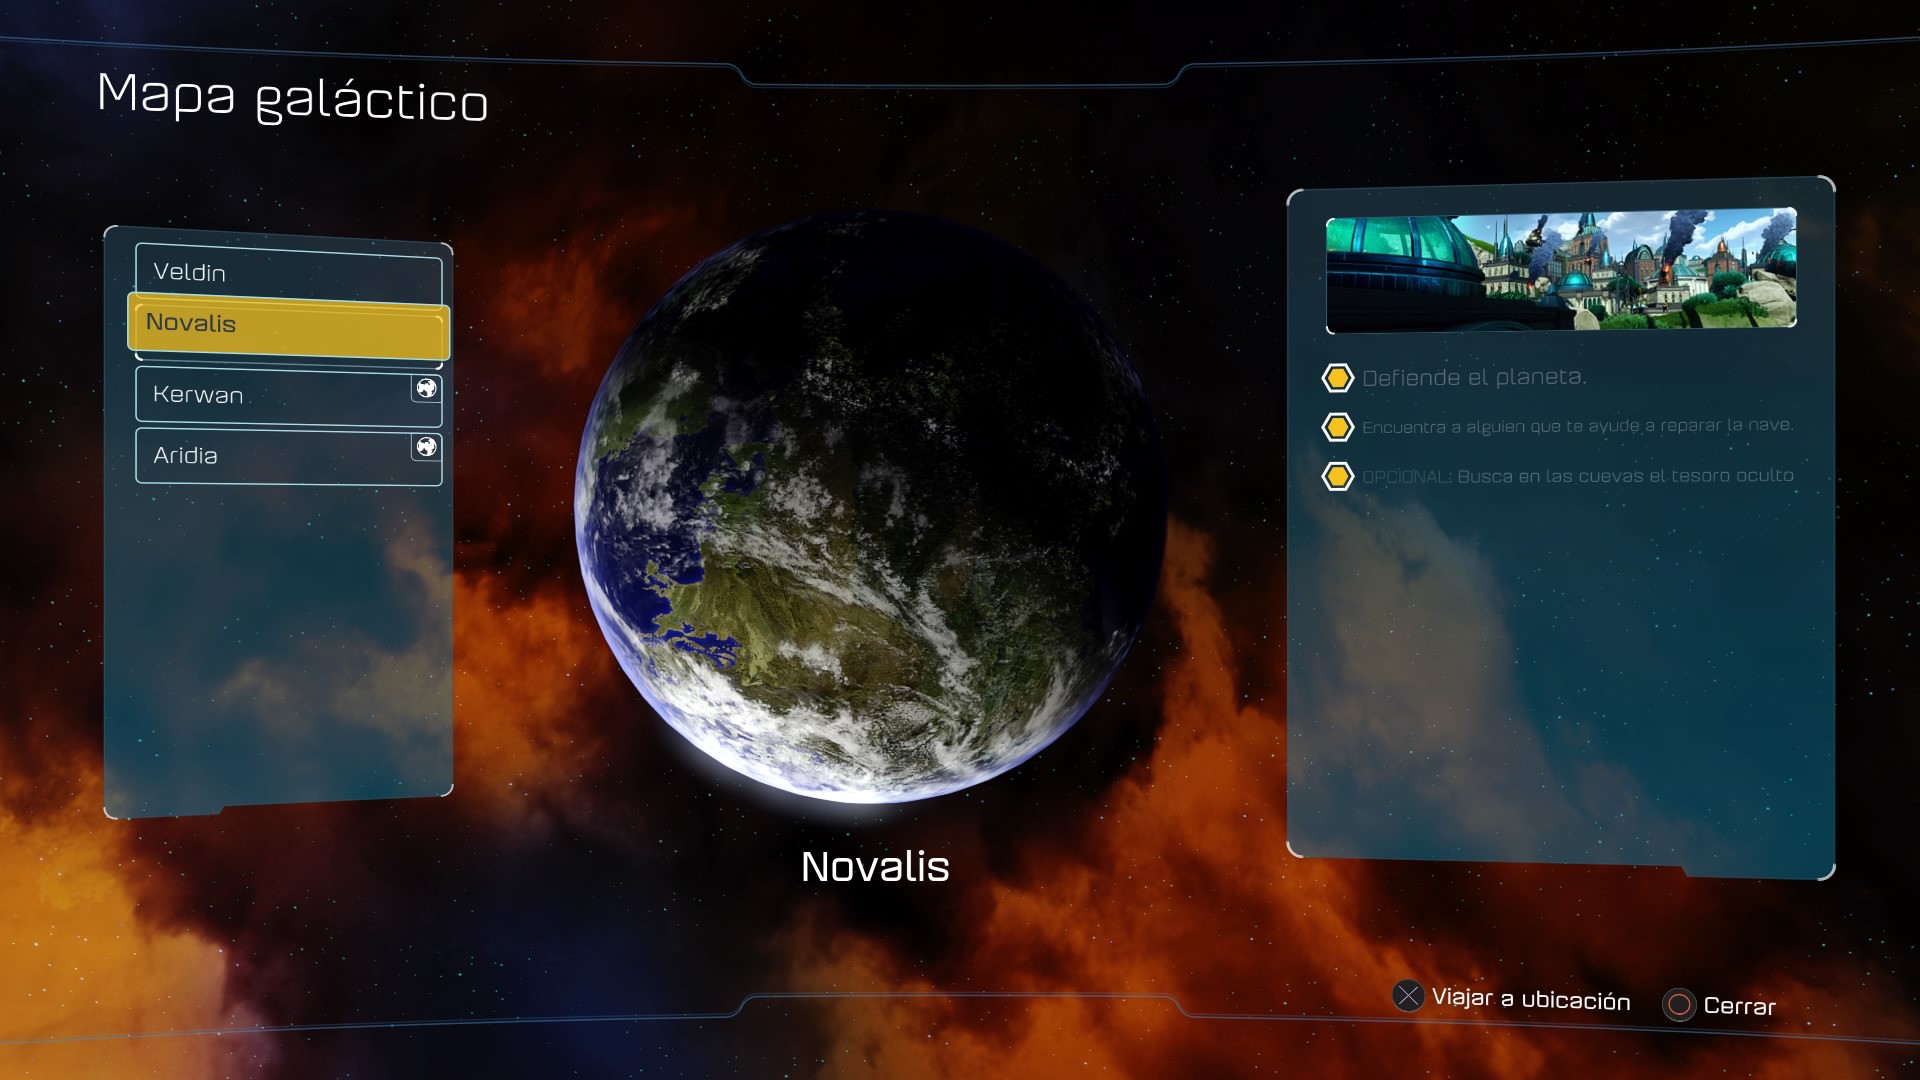 Mapa galáctico
Veldin
Novalis
Kerwan
Aridia
Defiende el planeta.
Encuentra a alguien que te ayude a reparar la nave.
OPCIONAL: Busca en las cuevas el tesoro oculto
Novalis
Viajar a ubicación
Cerrar